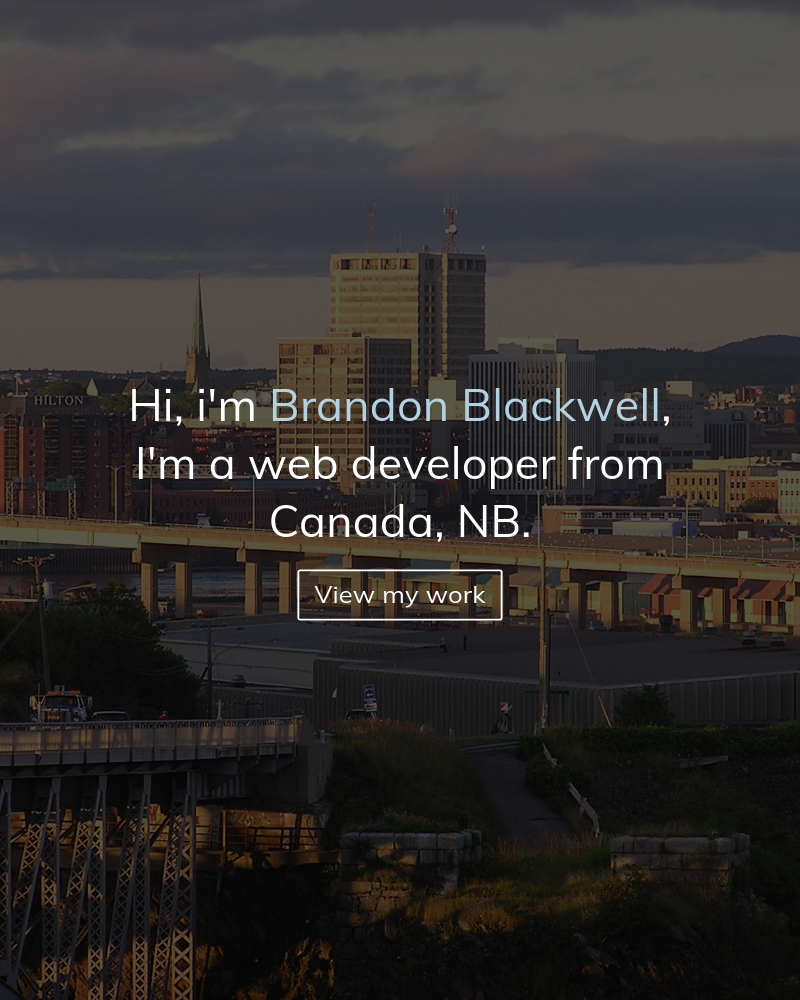 HILTON
Hi, i'm Brandon Blackwell,
I'm a web developer from
Canada, NB.
View my work